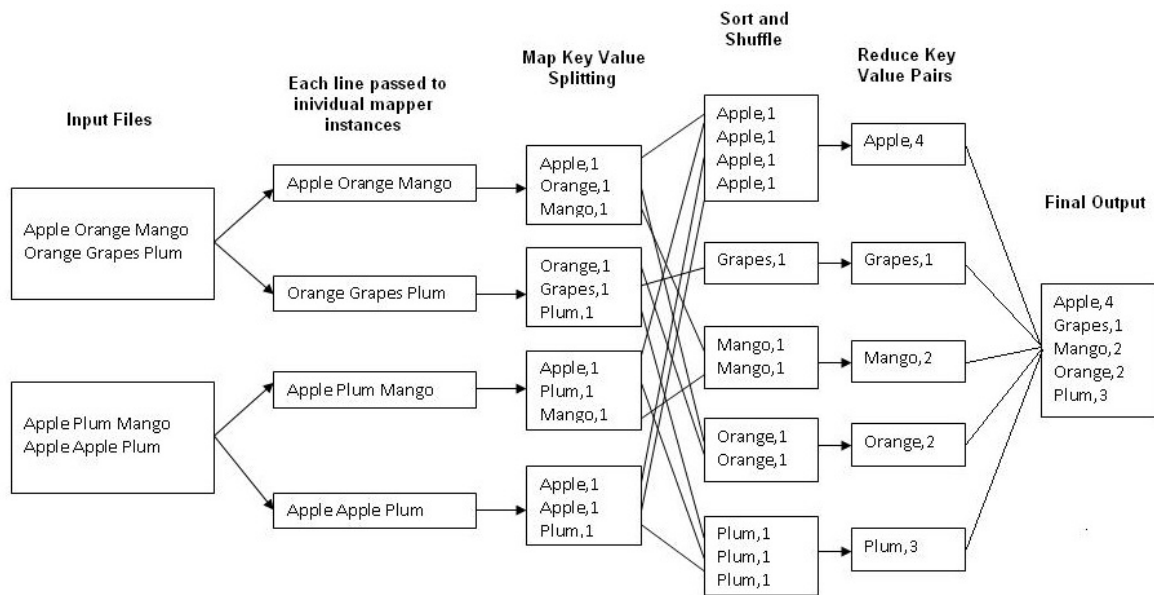 Input Files
Apple Orange Mango
Orange Grapes Plum
Apple Plum Mango
Apple Apple Plum
Each line passed to
inividual mapper
instances
Apple Orange Mango
Orange Grapes Plum
Apple Plum Mango
Apple Apple Plum
Map Key Value
Splitting
Apple,1
Orange,1
Mango,1
Orange,1
Grapes,1
Plum,1
Apple,1
Plum,1
Mango,1
Apple,1
Apple,1
Plum,1
Sort and
Shuffle
Apple,1
Apple,1
Apple,1
Apple,1
Grapes,1
Mango,1
Mango,1
Orange,1
Orange,1
Plum,1
Plum,1
Plum,1
Reduce Key
Value Pairs
Apple,4
Grapes,1
Mango,2
Orange,2
Plum,3
Final Output
Apple,4
Grapes,1
Mango,2
Orange,2
Plum,3